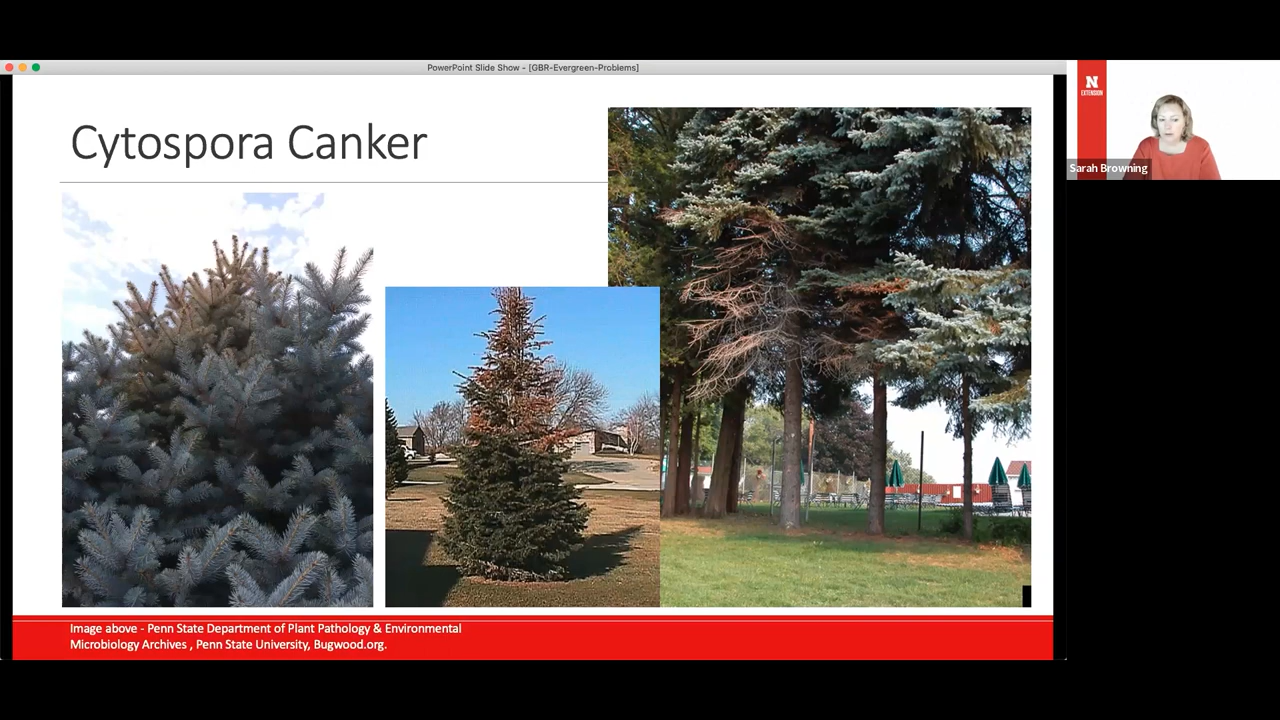 PowerPoint Slide Show - [GBR-Evergreen-Problems]
Cytospora Canker
N
EXTENSION
Sarah Browning
Image above - Penn State Department of Plant Pathology & Environmental
Microbiology Archives , Penn State University, Bugwood.org.